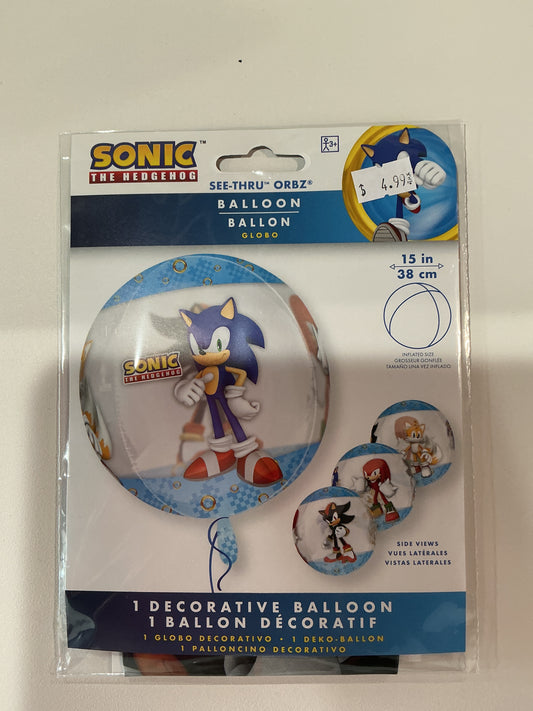 SONIC™
THE HEDGEHOG
3+
SEE-THRU™ ORBZ®
BALLOON
BALLON
GLOBO
$ 4.99
15 in
38 cm
INFLATED SIZE
GROSSEUR GONFLÉE
TAMAÑO UNA VEZ INFLADO
SONIC
THE HEDGEHOG
SIDE VIEWS
VUES LATÉRALES
VISTAS LATERALES
1 DECORATIVE BALLOON
1 BALLON DÉCORATIF
1 GLOBO DECORATIVO • 1 DEKO-BALLON
1 PALLONCINO DECORATIVO